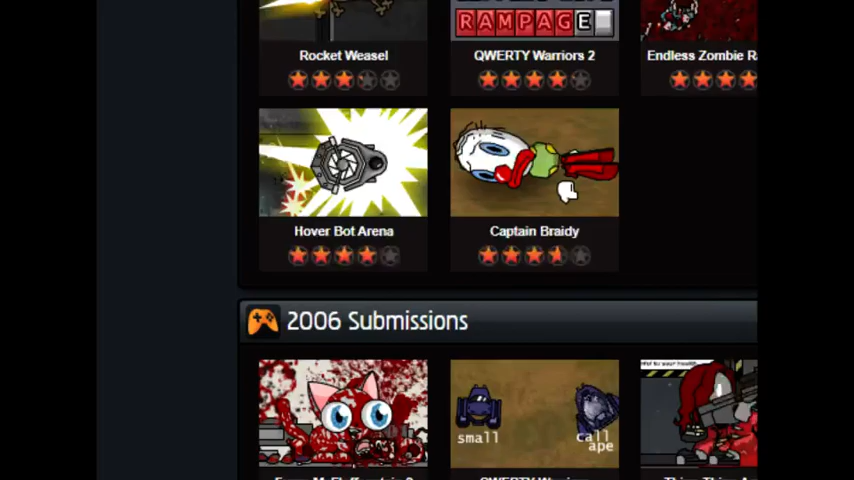 RAMPAGE
Rocket Weasel
QWERTY Warriors 2
Endless Zombie R
Hover Bot Arena
Captain Braidy
2006 Submissions
small
call
ape